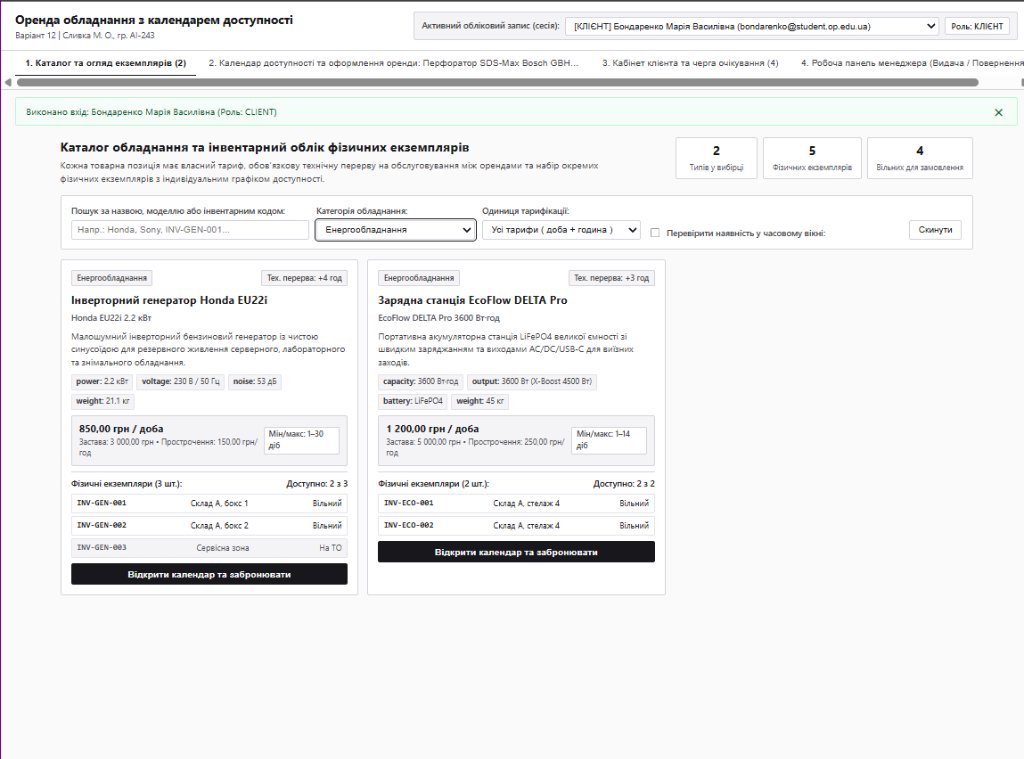 Оренда обладнання з календарем доступності
Варіант 12 | Сливка М. О., гр. АІ-243
Активний обліковий запис (сесія):
[КЛІЄНТ] Бондаренко Марія Василівна (bondarenko@student.op.edu.ua)
Роль: КЛІЄНТ
1. Каталог та огляд екземплярів (2)
2. Календар доступності та оформлення оренди: Перфоратор SDS-Max Bosch GBH...
3. Кабінет клієнта та черга очікування (4)
4. Робоча панель менеджера (Видача / Повернення
Виконано вхід: Бондаренко Марія Василівна (Роль: CLIENT)
×
Каталог обладнання та інвентарний облік фізичних екземплярів
Кожна товарна позиція має власний тариф, обов'язкову технічну перерву на обслуговування між орендами та набір окремих
фізичних екземплярів з індивідуальним графіком доступності.
2
Типів у вибірці
5
Фізичних екземплярів
4
Вільних для замовлення
Пошук за назвою, моделлю або інвентарним кодом:
Напр.: Honda, Sony, INV-GEN-001...
Категорія обладнання:
Енергообладнання
Одиниця тарифікації:
Усі тарифи ( доба + година )
Перевірити наявність у часовому вікні:
Скинути
Енергообладнання
Тех. перерва: +4 год
Інверторний генератор Honda EU22i
Honda EU22i 2.2 кВт
Малошумний інверторний бензиновий генератор із чистою
синусоїдою для резервного живлення серверного, лабораторного
та знімального обладнання.
power: 2.2 кВт
voltage: 230 В / 50 Гц
noise: 53 дБ
weight: 21.1 кг
850,00 грн / доба
Застава: 3 000,00 грн • Прострочення: 150,00 грн/
год
Мін/макс: 1–30
діб
Фізичні екземпляри (3 шт.):
Доступно: 2 з 3
INV-GEN-001
Склад А, бокс 1
Вільний
INV-GEN-002
Склад А, бокс 2
Вільний
INV-GEN-003
Сервісна зона
На ТО
Відкрити календар та забронювати
Енергообладнання
Тех. перерва: +3 год
Зарядна станція EcoFlow DELTA Pro
EcoFlow DELTA Pro 3600 Вт·год
Портативна акумуляторна станція LiFePO4 великої ємності зі
швидким заряджанням та виходами AC/DC/USB-C для виїзних
заходів.
capacity: 3600 Вт·год
output: 3600 Вт (X-Boost 4500 Вт)
battery: LiFePO4
weight: 45 кг
1 200,00 грн / доба
Застава: 5 000,00 грн • Прострочення: 250,00 грн/
год
Мін/макс: 1–14
діб
Фізичні екземпляри (2 шт.):
Доступно: 2 з 2
INV-ECO-001
Склад А, стелаж 4
Вільний
INV-ECO-002
Склад А, стелаж 4
Вільний
Відкрити календар та забронювати